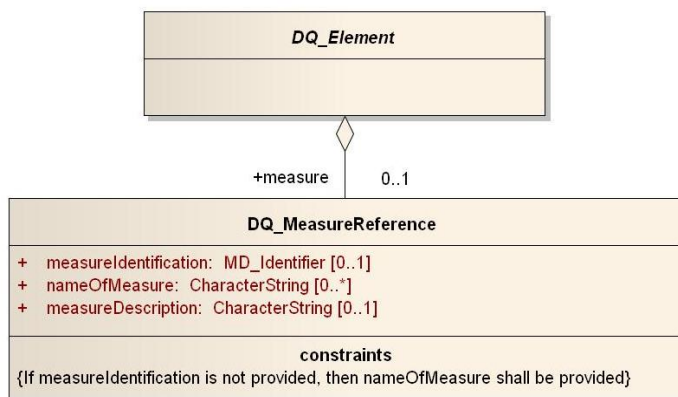 DQ_Element
+measure 0..1
DQ_MeasureReference
+ measureIdentification: MD_Identifier [0..1]
+ nameOfMeasure: CharacterString [0..*]
+ measureDescription: CharacterString [0..1]
constraints
{If measureIdentification is not provided, then nameOfMeasure shall be provided}